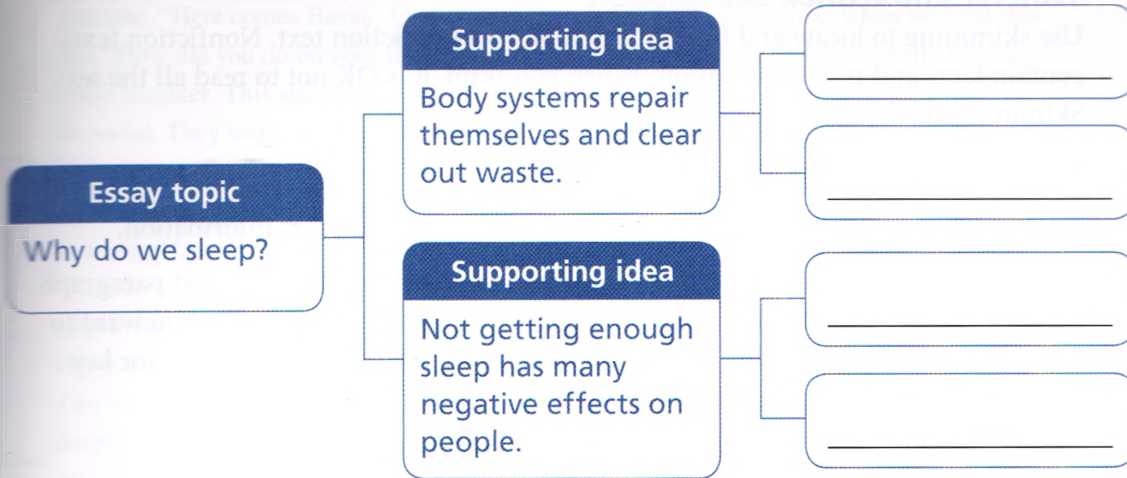 Supporting idea
Body systems repair
themselves and clear
out waste.
Essay topic
Why do we sleep?
Supporting idea
Not getting enough
sleep has many
negative effects on
people.